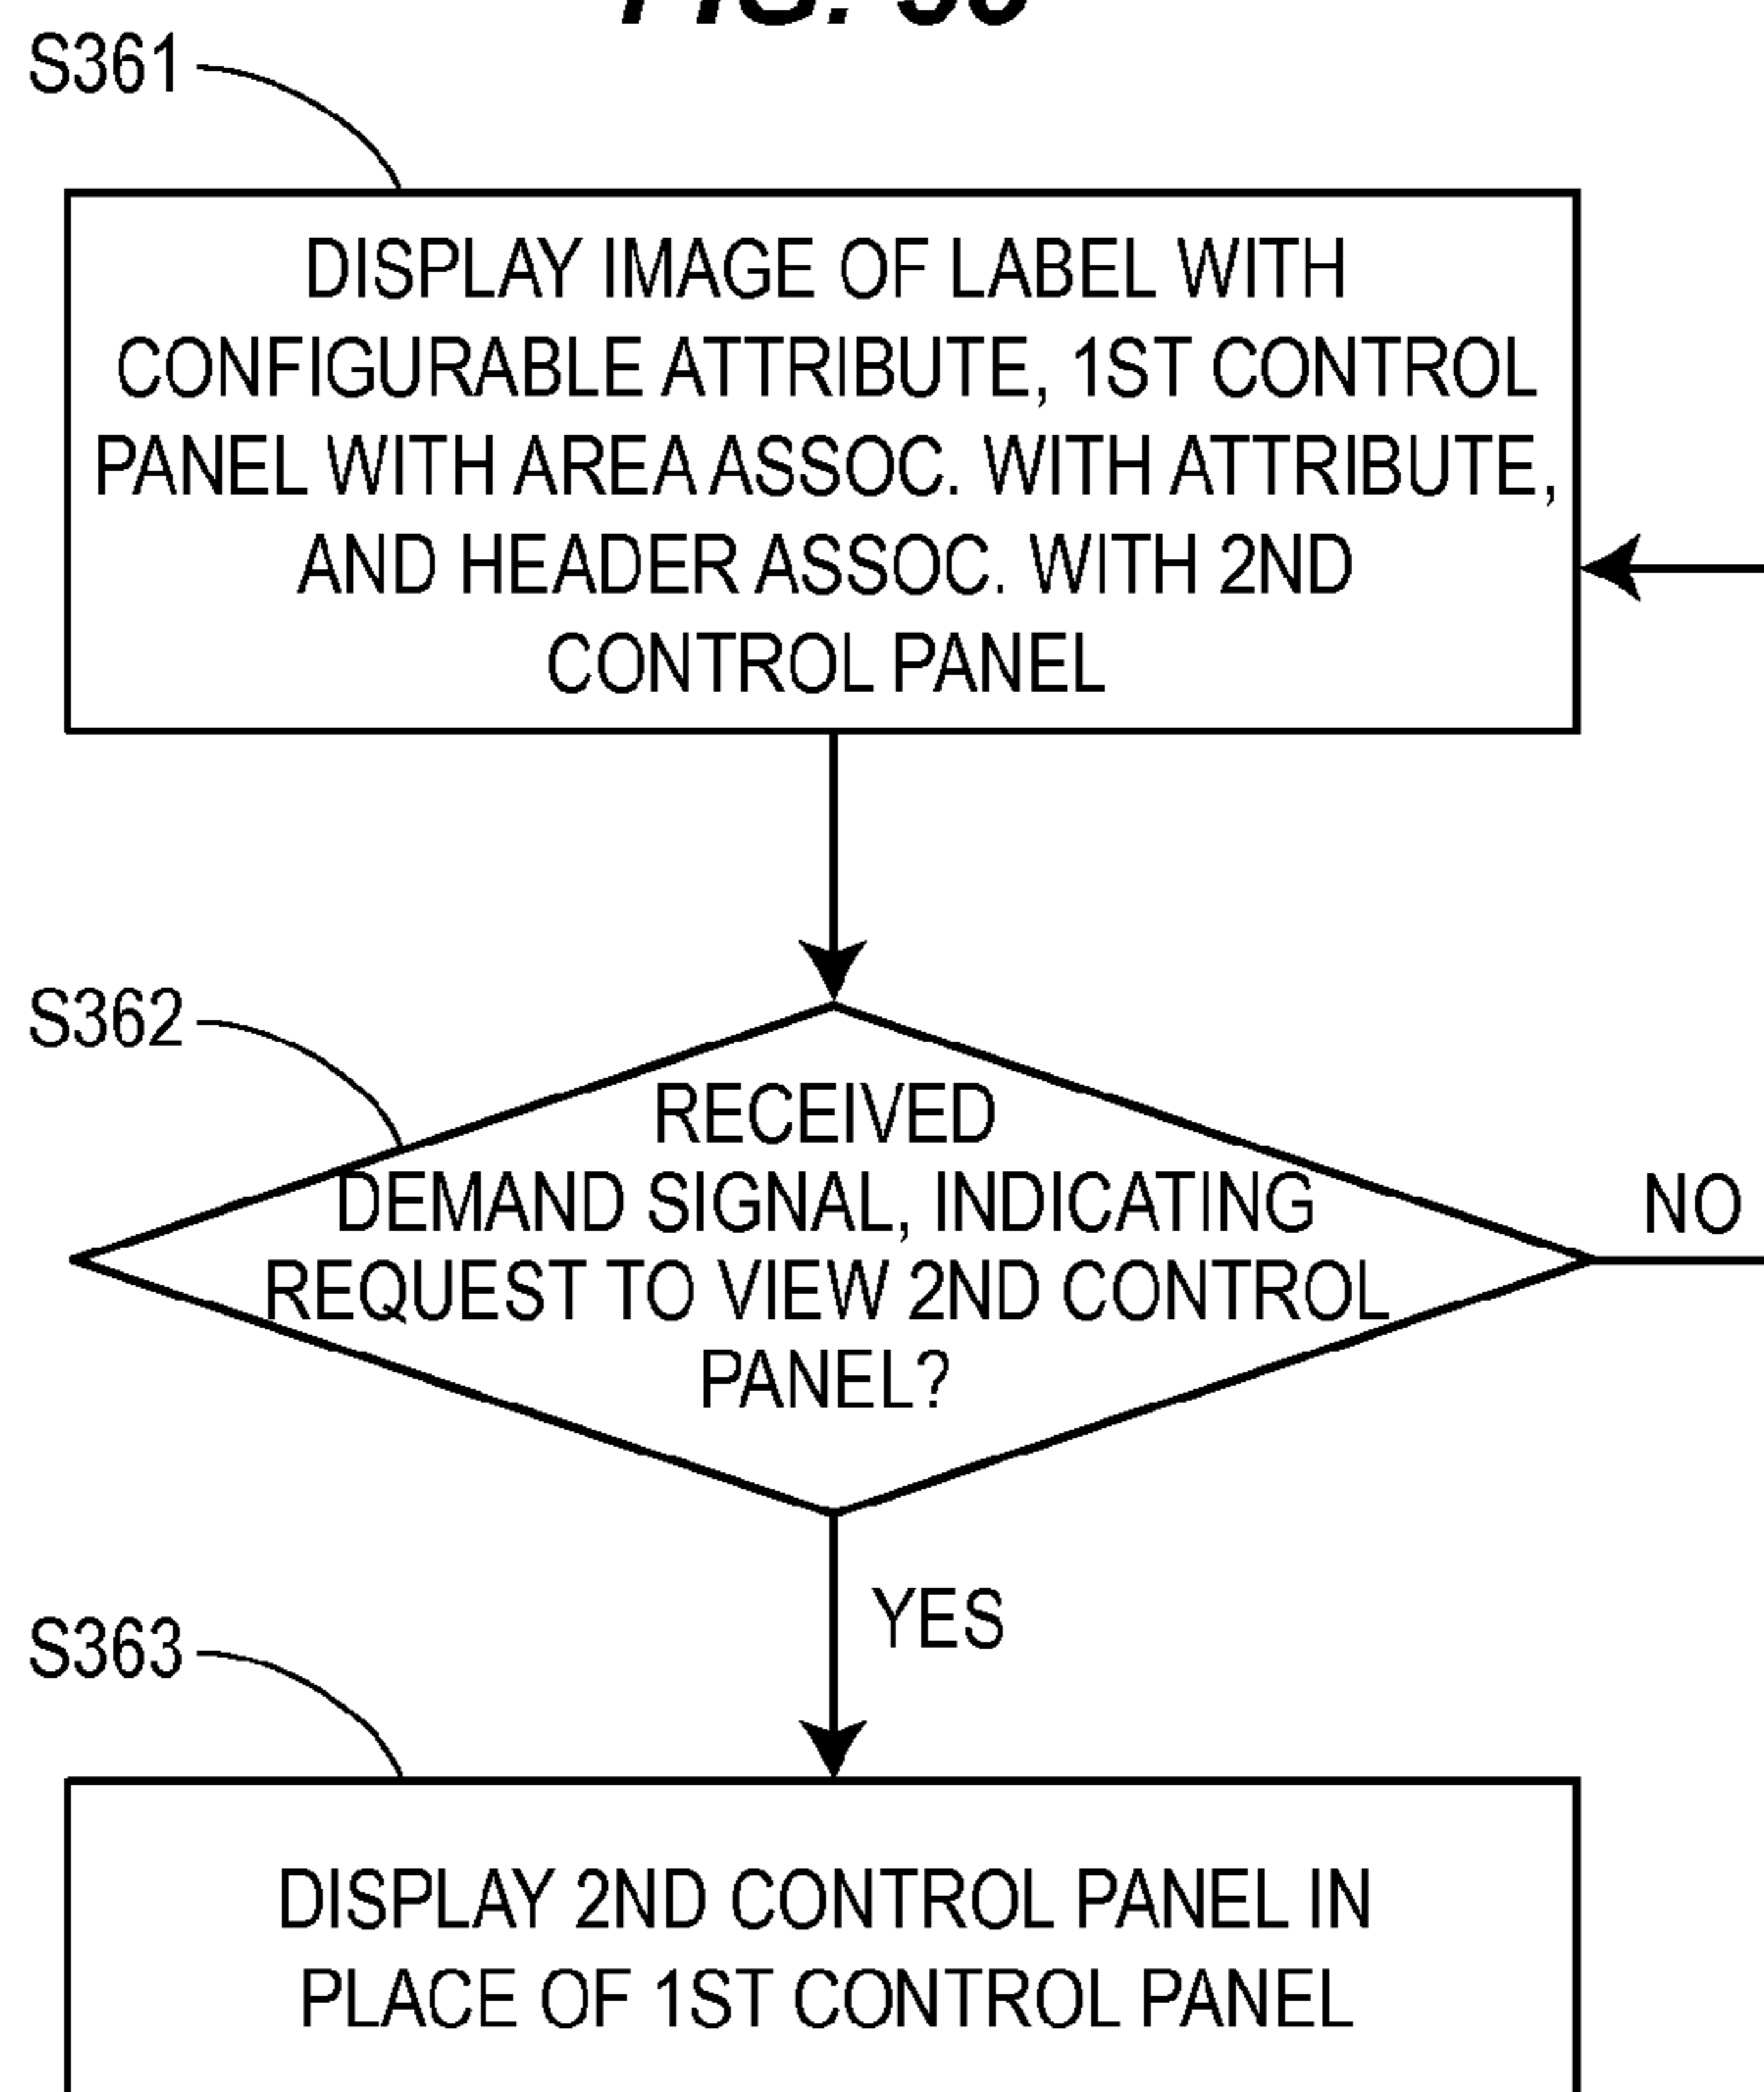 S361
DISPLAY IMAGE OF LABEL WITH
CONFIGURABLE ATTRIBUTE, 1ST CONTROL
PANEL WITH AREA ASSOC. WITH ATTRIBUTE,
AND HEADER ASSOC. WITH 2ND
CONTROL PANEL
S362
RECEIVED
DEMAND SIGNAL, INDICATING
REQUEST TO VIEW 2ND CONTROL
PANEL?
NO
YES
S363
DISPLAY 2ND CONTROL PANEL IN
PLACE OF 1ST CONTROL PANEL